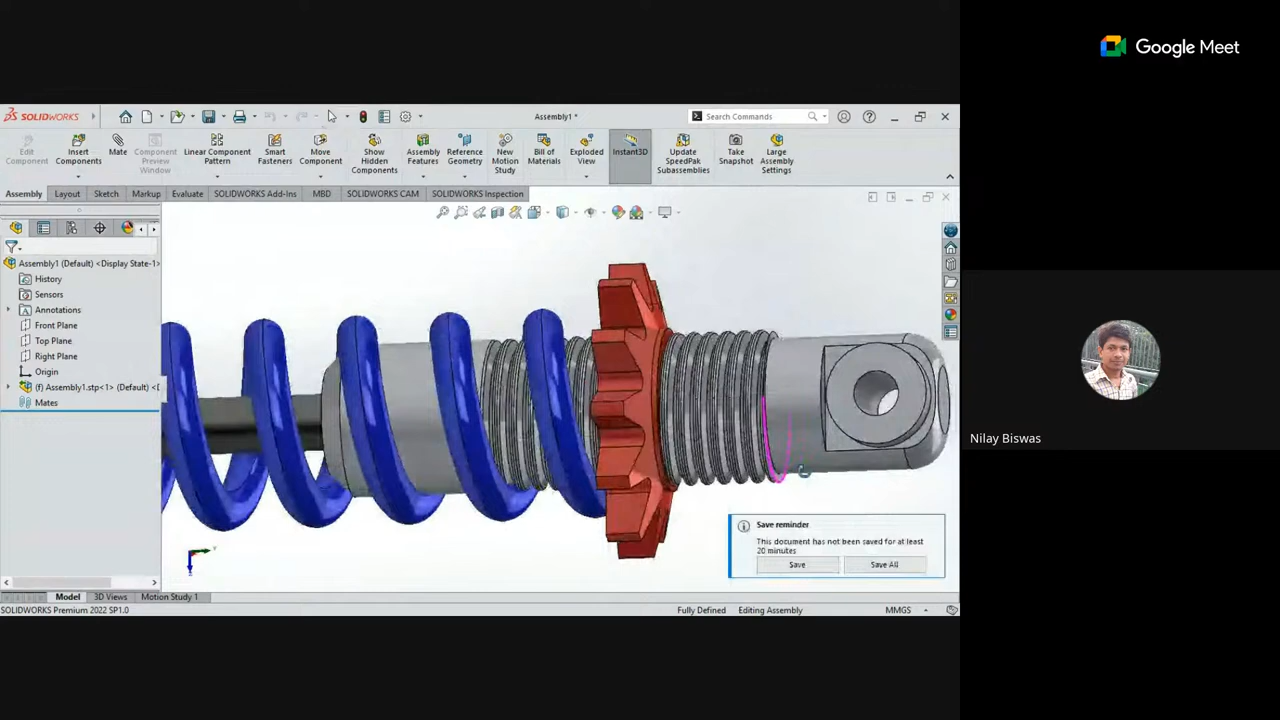 Google Meet
SOLIDWORKS
Assembly1 *
Search Commands
Edit Component
Insert Components
Mate
Component Preview Window
Linear Component Pattern
Smart Fasteners
Move Component
Show Hidden Components
Assembly Features
Reference Geometry
New Motion Study
Bill of Materials
Exploded View
Instant3D
Update SpeedPak Subassemblies
Take Snapshot
Large Assembly Settings
Assembly Layout Sketch Markup Evaluate SOLIDWORKS Add-Ins MBD SOLIDWORKS CAM SOLIDWORKS Inspection
Assembly1 (Default) <Display State-1>
History
Sensors
Annotations
Front Plane
Top Plane
Right Plane
Origin
(f) Assembly1.stp<1> (Default) <D
Mates
Nilay Biswas
Save reminder
This document has not been saved for at least
20 minutes
Save Save All
Model 3D Views Motion Study 1
SOLIDWORKS Premium 2022 SP1.0 Fully Defined Editing Assembly MMGS